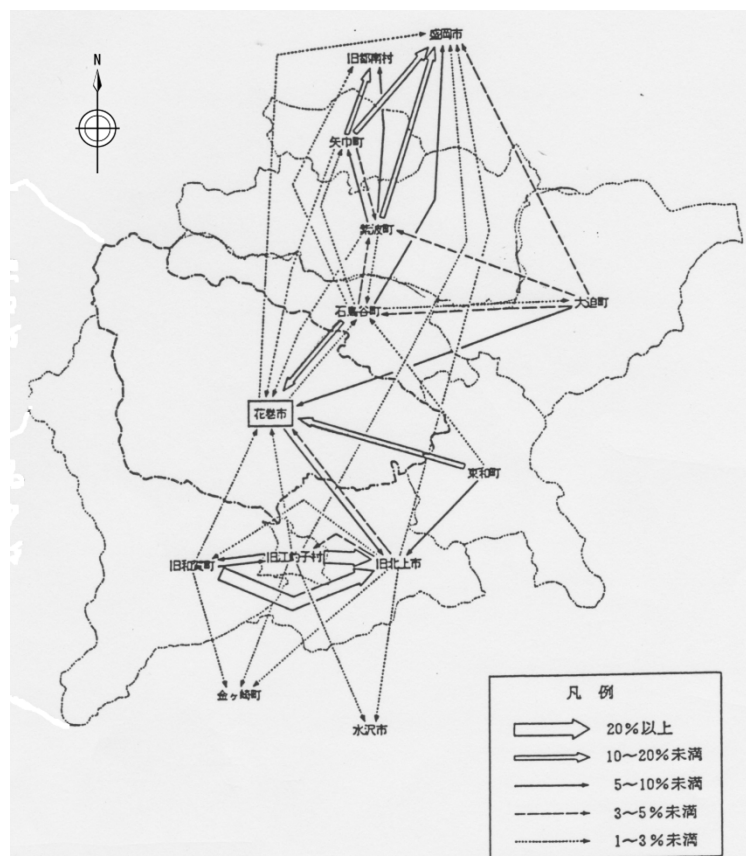 N
盛岡市
旧都南村
矢巾町
紫波町
石鳥谷町
大迫町
花巻市
東和町
旧和賀町
旧江釣子村
旧北上市
金ヶ崎町
水沢市
凡例
20%以上
10～20%未満
5～10%未満
3～5%未満
1～3%未満